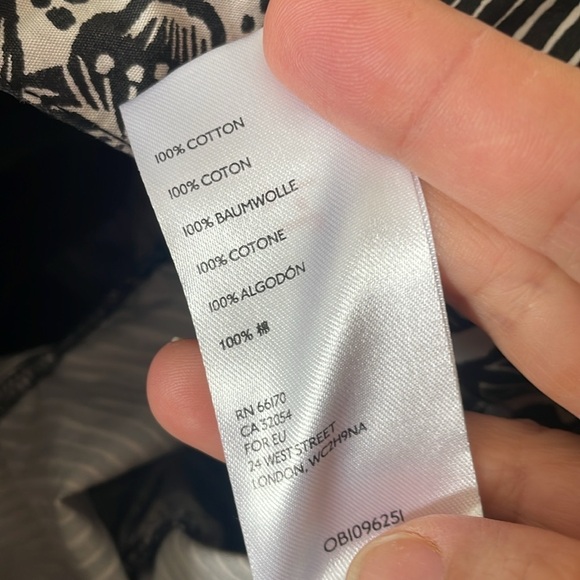 100% COTTON
100% COTON
100% BAUMWOLLE
100% COTONE
100% ALGODÓN
100% 棉
RN 66170
CA 32054
FOR EU
24 WEST STREET
LONDON, WC2H9NA
OB1096251